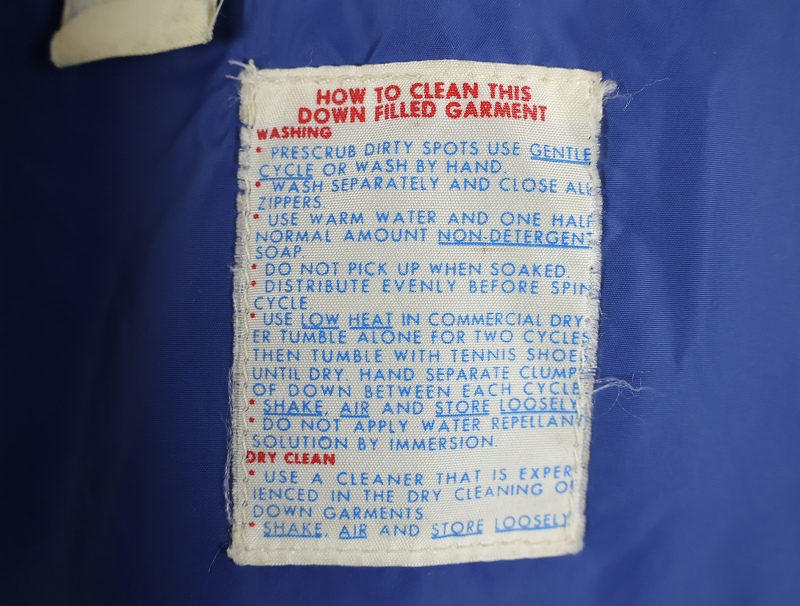 HOW TO CLEAN THIS
DOWN FILLED GARMENT
WASHING
* PRESCRUB DIRTY SPOTS USE GENTLE
CYCLE OR WASH BY HAND.
* WASH SEPARATELY AND CLOSE ALL
ZIPPERS.
* USE WARM WATER AND ONE HALF
NORMAL AMOUNT NON-DETERGENT
SOAP.
* DO NOT PICK UP WHEN SOAKED.
* DISTRIBUTE EVENLY BEFORE SPIN
CYCLE
* USE LOW HEAT IN COMMERCIAL DRY-
ER TUMBLE ALONE FOR TWO CYCLES
THEN TUMBLE WITH TENNIS SHOE
UNTIL DRY. HAND SEPARATE CLUMP
OF DOWN BETWEEN EACH CYCLE
* SHAKE, AIR AND STORE LOOSELY
* DO NOT APPLY WATER REPELLANT
SOLUTION BY IMMERSION.
DRY CLEAN
* USE A CLEANER THAT IS EXPER
IENCED IN THE DRY CLEANING OF
DOWN GARMENTS
* SHAKE, AIR AND STORE LOOSELY